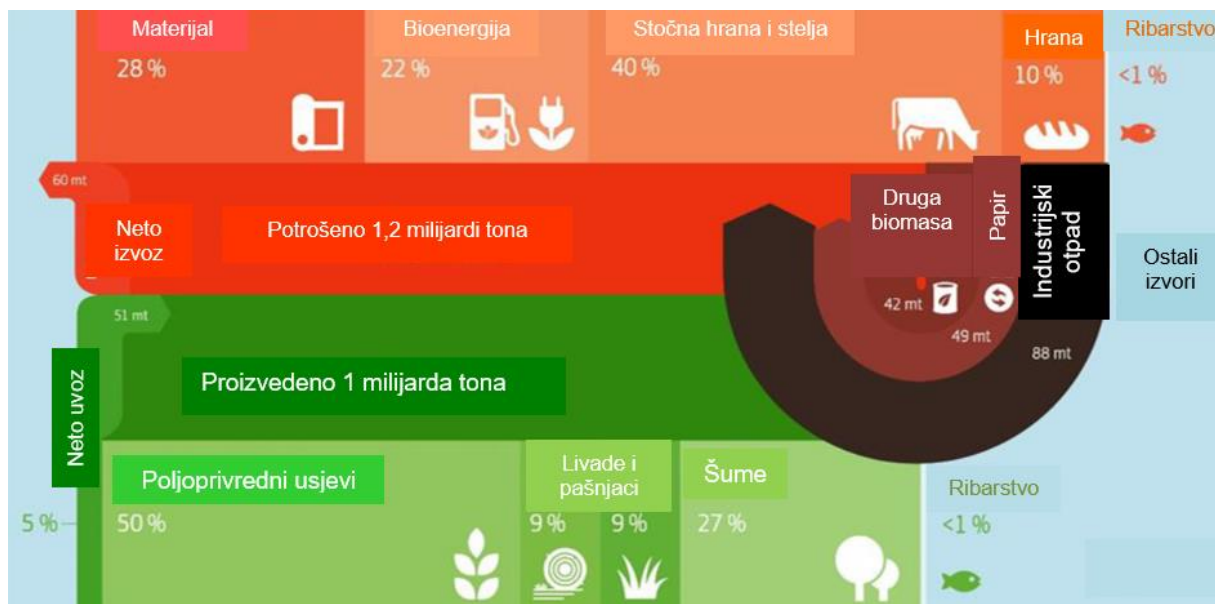 Materijal
Bioenergija
Stočna hrana i stelja
Hrana
Ribarstvo
28 %
22 %
40 %
10 %
<1 %
60 mt
Neto
izvoz
Potrošeno 1,2 milijardi tona
Druga
biomasa
Papir
Industrijski
otpad
Ostali
izvori
42 mt
49 mt
88 mt
51 mt
Neto uvoz
Proizvedeno 1 milijarda tona
Poljoprivredni usjevi
Livade i
pašnjaci
Šume
Ribarstvo
5 %
50 %
9 %
9 %
27 %
<1 %